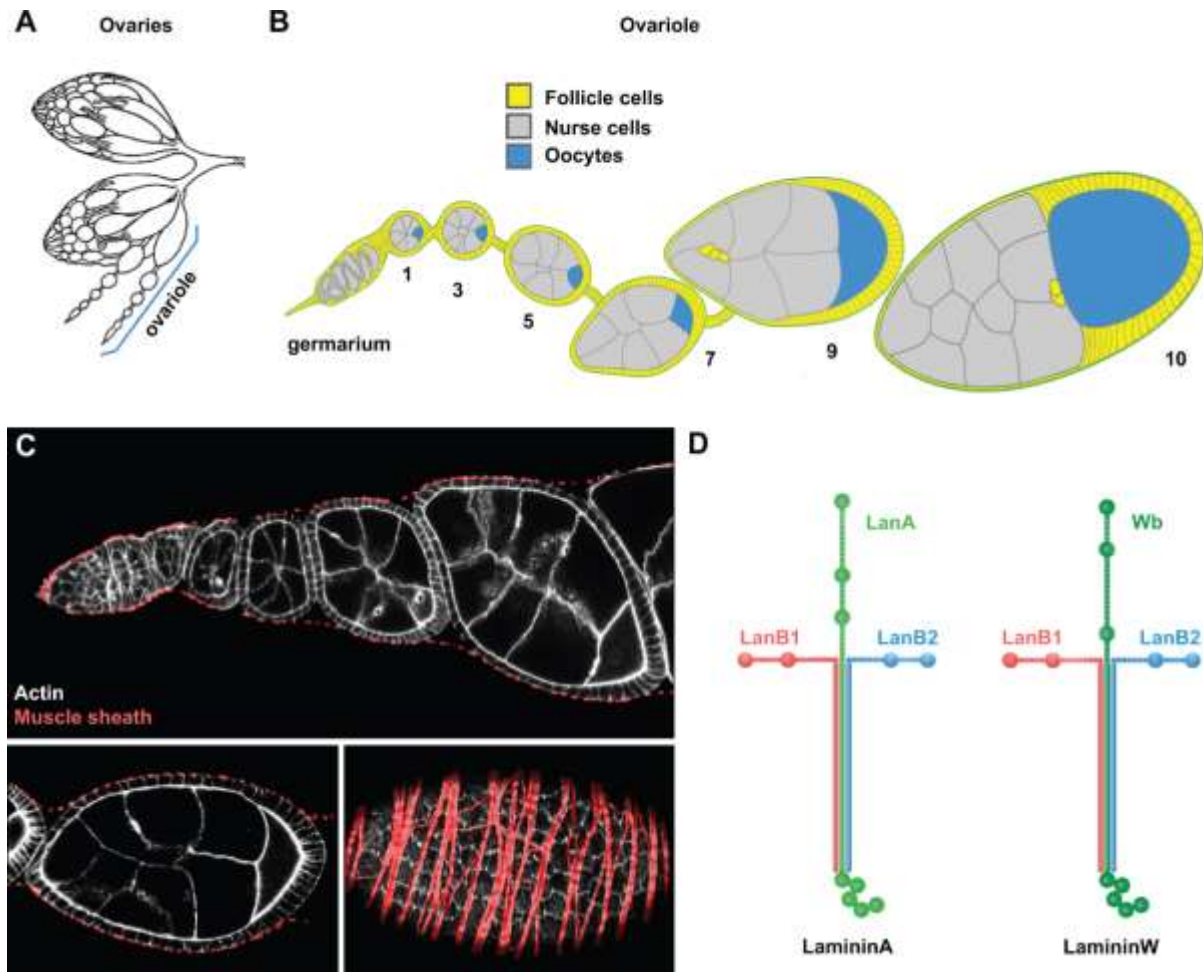 A
Ovaries
ovariole
B
Ovariole
Follicle cells
Nurse cells
Oocytes
germarium
1
3
5
7
9
10
C
Actin
Muscle sheath
D
LanA
LanB1
LanB2
LamininA
Wb
LanB1
LanB2
LamininW